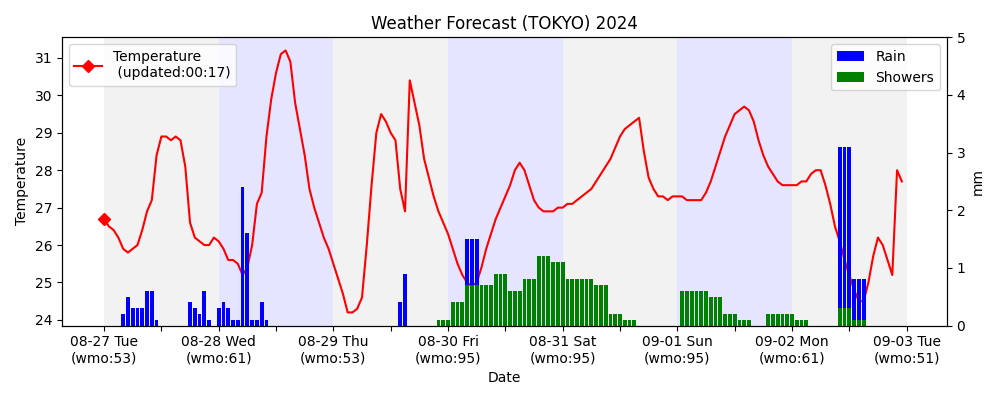 Weather Forecast (TOKYO) 2024
Temperature
(updated:00:17)
Rain
Showers
Temperature
31
30
29
28
27
26
25
24
5
4
3
2
1
0
mm
08-27 Tue
(wmo:53)
08-28 Wed
(wmo:61)
08-29 Thu
(wmo:53)
08-30 Fri
(wmo:95)
08-31 Sat
(wmo:95)
09-01 Sun
(wmo:95)
09-02 Mon
(wmo:61)
09-03 Tue
(wmo:51)
Date